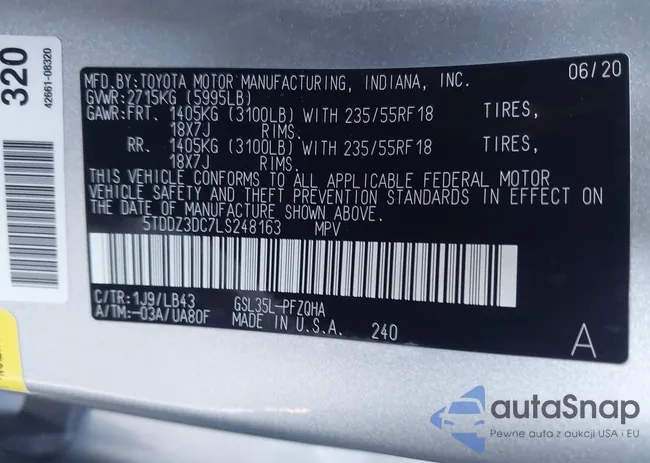 320
42661-08320
MFD.BY:TOYOTA MOTOR MANUFACTURING, INDIANA, INC. 06/20
GVWR:2715KG (5995LB)
GAWR:FRT. 1405KG (3100LB) WITH 235/55RF18 TIRES,
18X7J RIMS.
RR. 1405KG (3100LB) WITH 235/55RF18 TIRES,
18X7J RIMS.
THIS VEHICLE CONFORMS TO ALL APPLICABLE FEDERAL MOTOR
VEHICLE SAFETY AND THEFT PREVENTION STANDARDS IN EFFECT ON
THE DATE OF MANUFACTURE SHOWN ABOVE.
5TDDZ3DC7LS248163 MPV
C/TR:1J9/LB43 GSL35L-PFZQHA
A/TM:-03A/UA80F MADE IN U.S.A. 240 A
autaSnap
Pewne auta z aukcji USA i EU